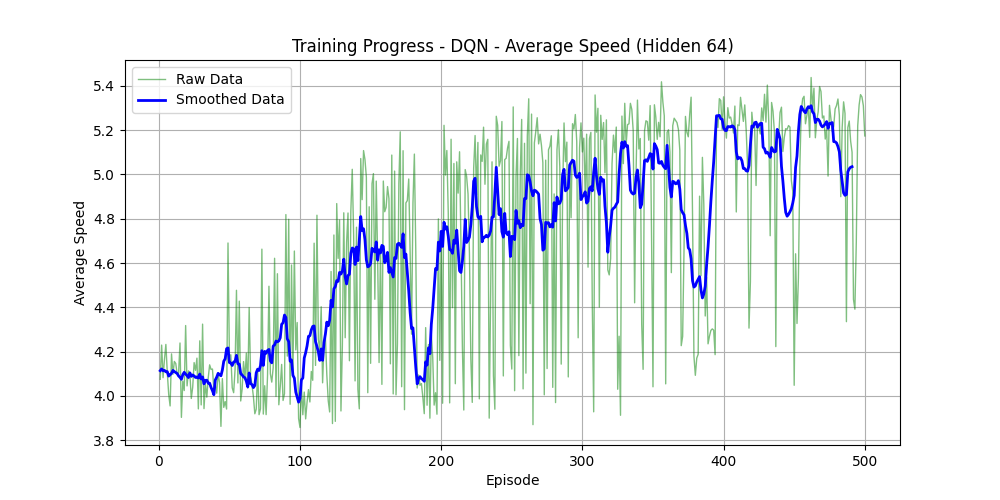 Training Progress - DQN - Average Speed (Hidden 64)
Raw Data
Smoothed Data
Average Speed
5.4
5.2
5.0
4.8
4.6
4.4
4.2
4.0
3.8
0 100 200 300 400 500
Episode